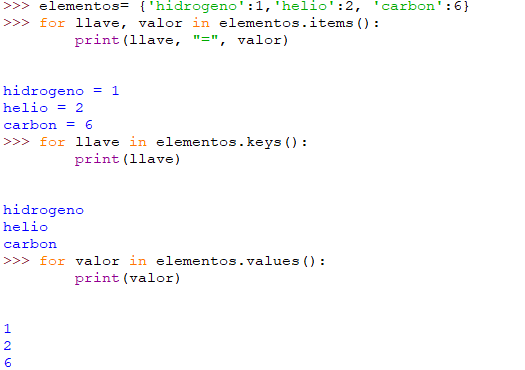 >>> elementos= {'hidrogeno':1,'helio':2, 'carbon':6}
>>> for llave, valor in elementos.items():
        print(llave, "=", valor)
hidrogeno = 1
helio = 2
carbon = 6
>>> for llave in elementos.keys():
        print(llave)
hidrogeno
helio
carbon
>>> for valor in elementos.values():
        print(valor)
1
2
6